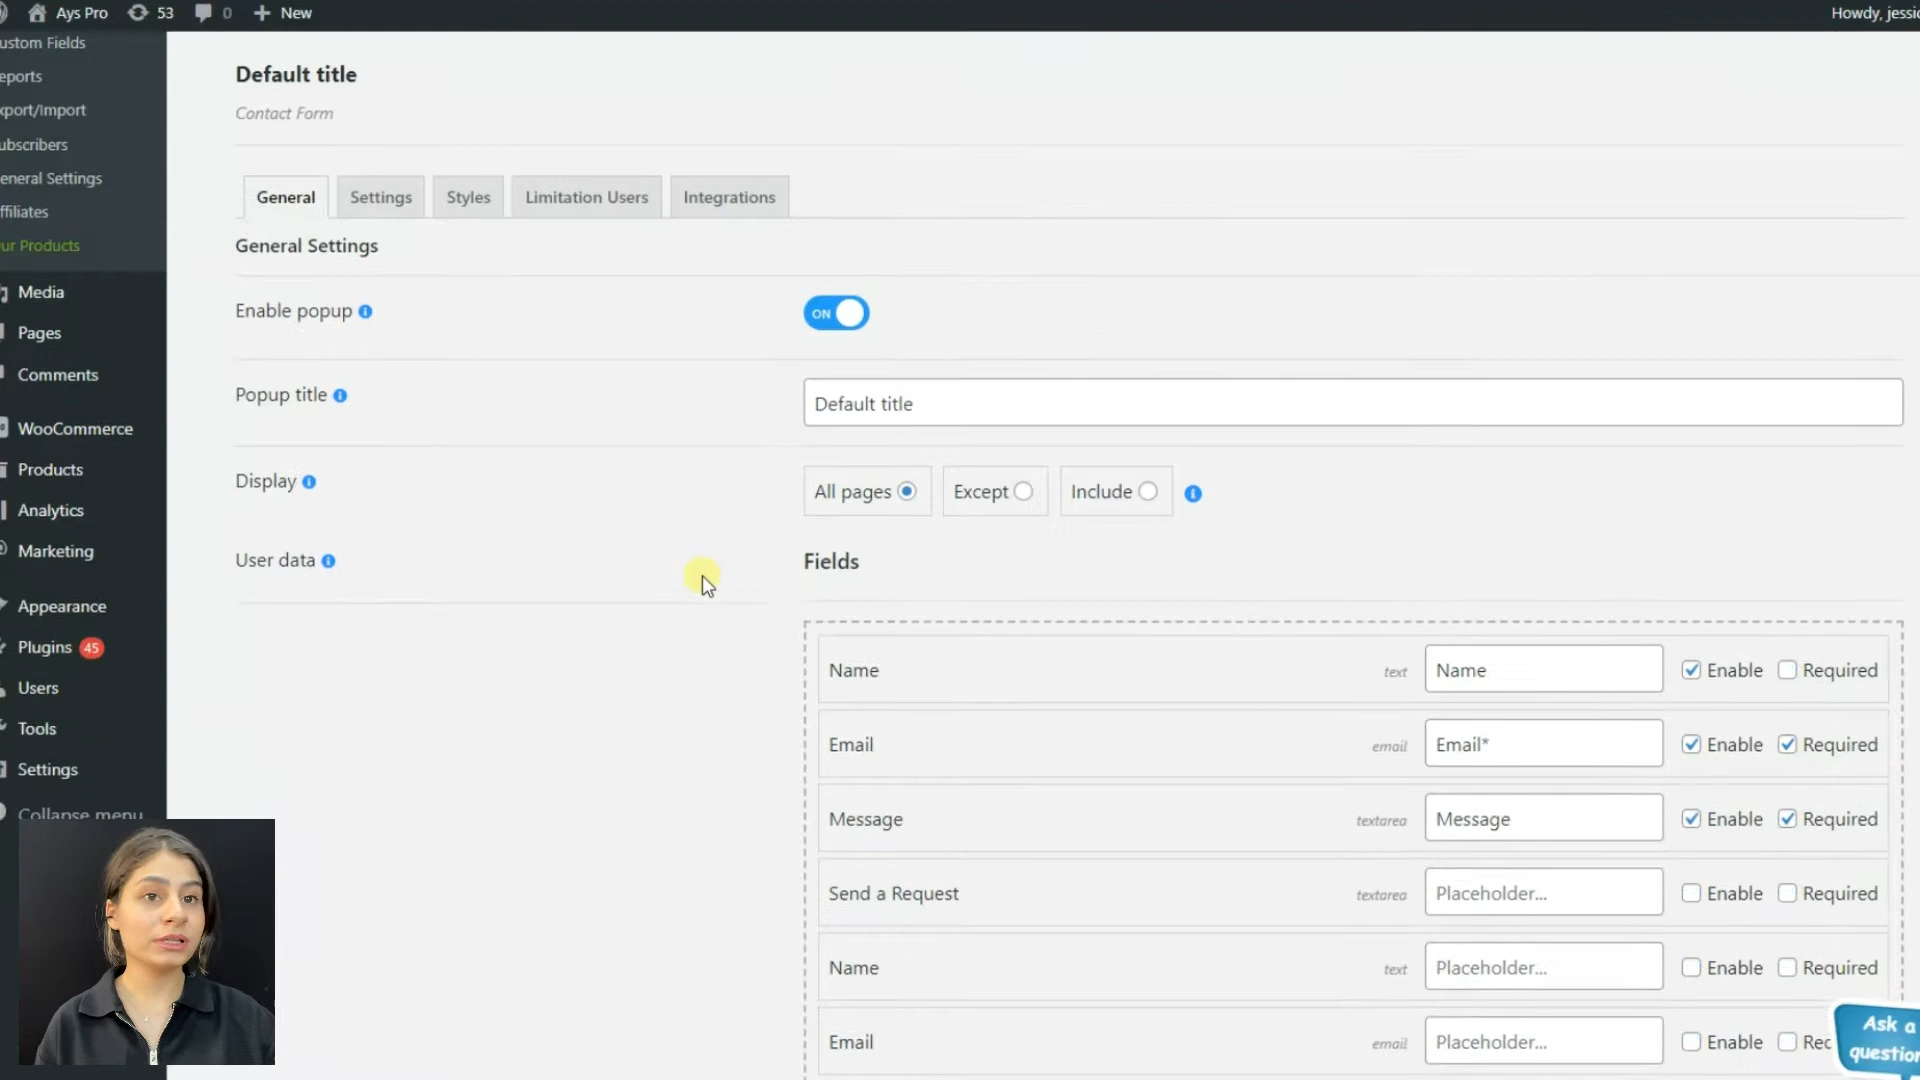 Ays Pro 53 0 New Howdy, jessic
ustom Fields
eports
xport/Import
ubscribers
eneral Settings
ffiliates
ur Products
Media
Pages
Comments
WooCommerce
Products
Analytics
Marketing
Appearance
Plugins 45
Users
Tools
Settings
Collapse menu
Default title
Contact Form
General Settings Styles Limitation Users Integrations
General Settings
Enable popup ON
Popup title Default title
Display All pages Except Include
User data Fields
Name text Name Enable Required
Email email Email* Enable Required
Message textarea Message Enable Required
Send a Request textarea Placeholder... Enable Required
Name text Placeholder... Enable Required
Email email Placeholder... Enable Rec
Ask a
question